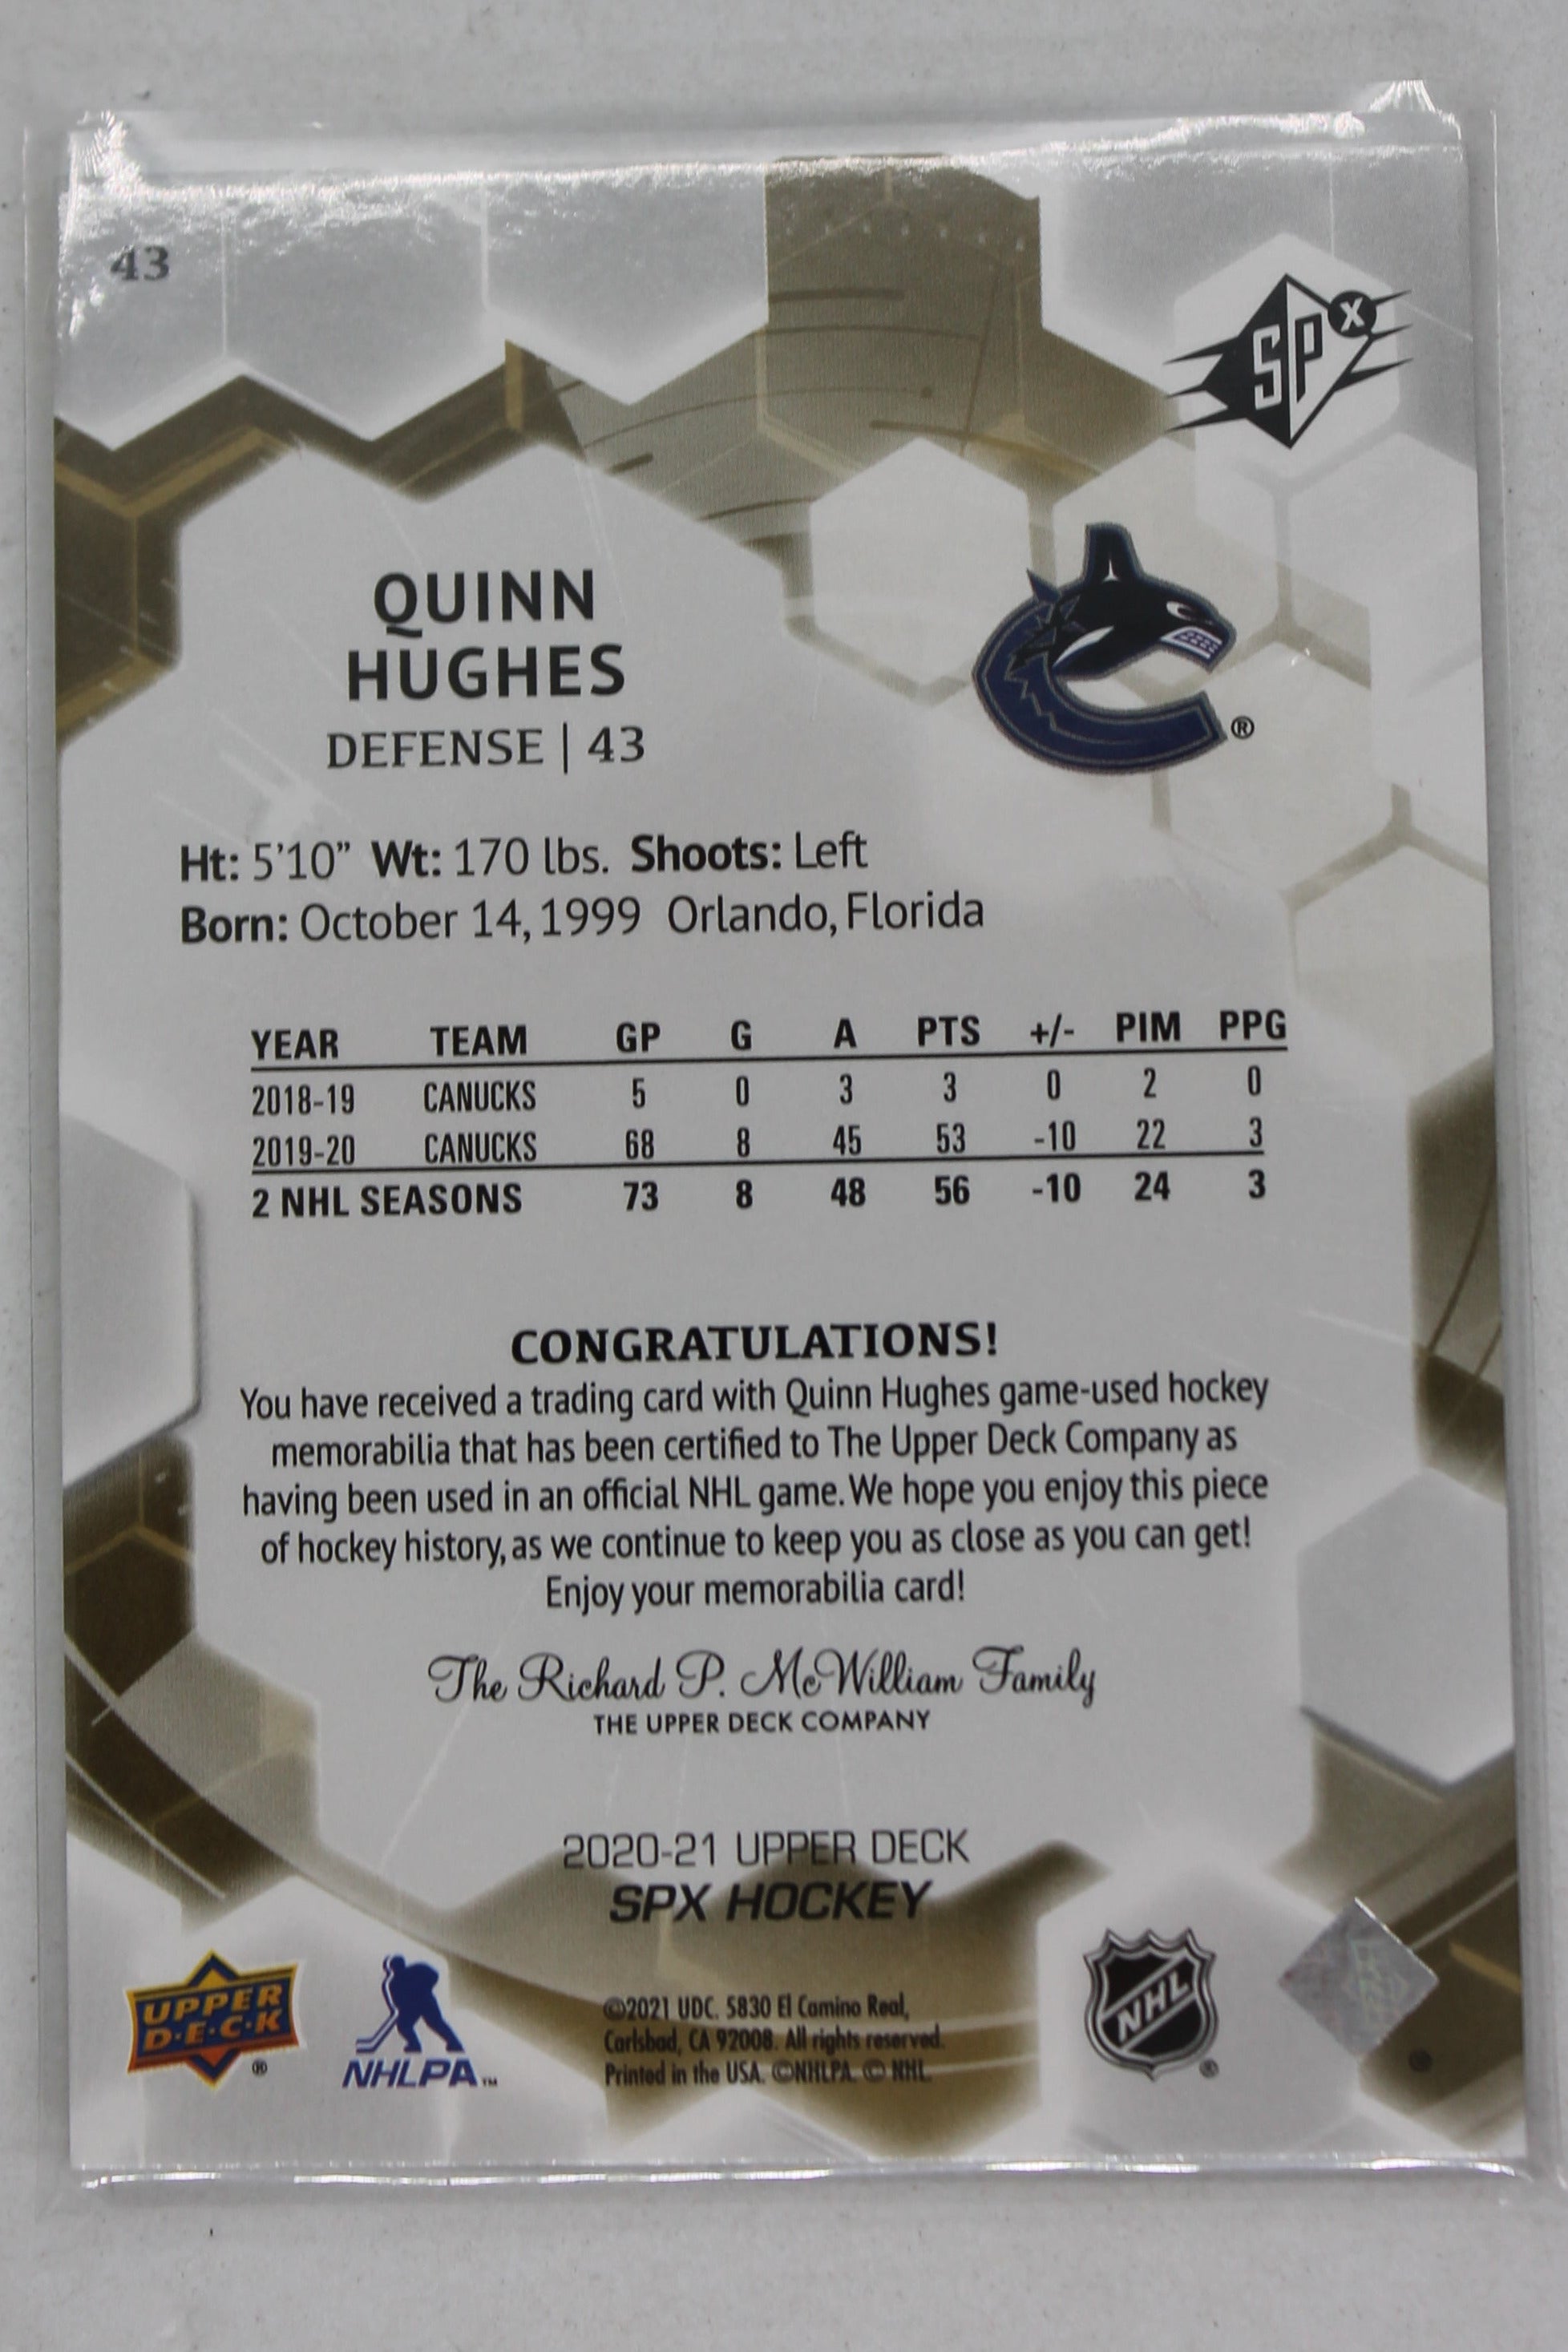 43
SPX
QUINN
HUGHES
DEFENSE | 43
®
Ht: 5'10" Wt: 170 lbs. Shoots: Left
Born: October 14, 1999 Orlando, Florida
YEAR TEAM GP G A PTS +/- PIM PPG
2018-19 CANUCKS 5 0 3 3 0 2 0
2019-20 CANUCKS 68 8 45 53 -10 22 3
2 NHL SEASONS 73 8 48 56 -10 24 3
CONGRATULATIONS!
You have received a trading card with Quinn Hughes game-used hockey
memorabilia that has been certified to The Upper Deck Company as
having been used in an official NHL game. We hope you enjoy this piece
of hockey history, as we continue to keep you as close as you can get!
Enjoy your memorabilia card!
The Richard P. McWilliam Family
THE UPPER DECK COMPANY
2020-21 UPPER DECK
SPX HOCKEY
UPPER
D•E•C•K
®
NHLPA™
©2021 UDC. 5830 El Camino Real,
Carlsbad, CA 92008. All rights reserved.
Printed in the USA. ©NHLPA. © NHL.
NHL
®